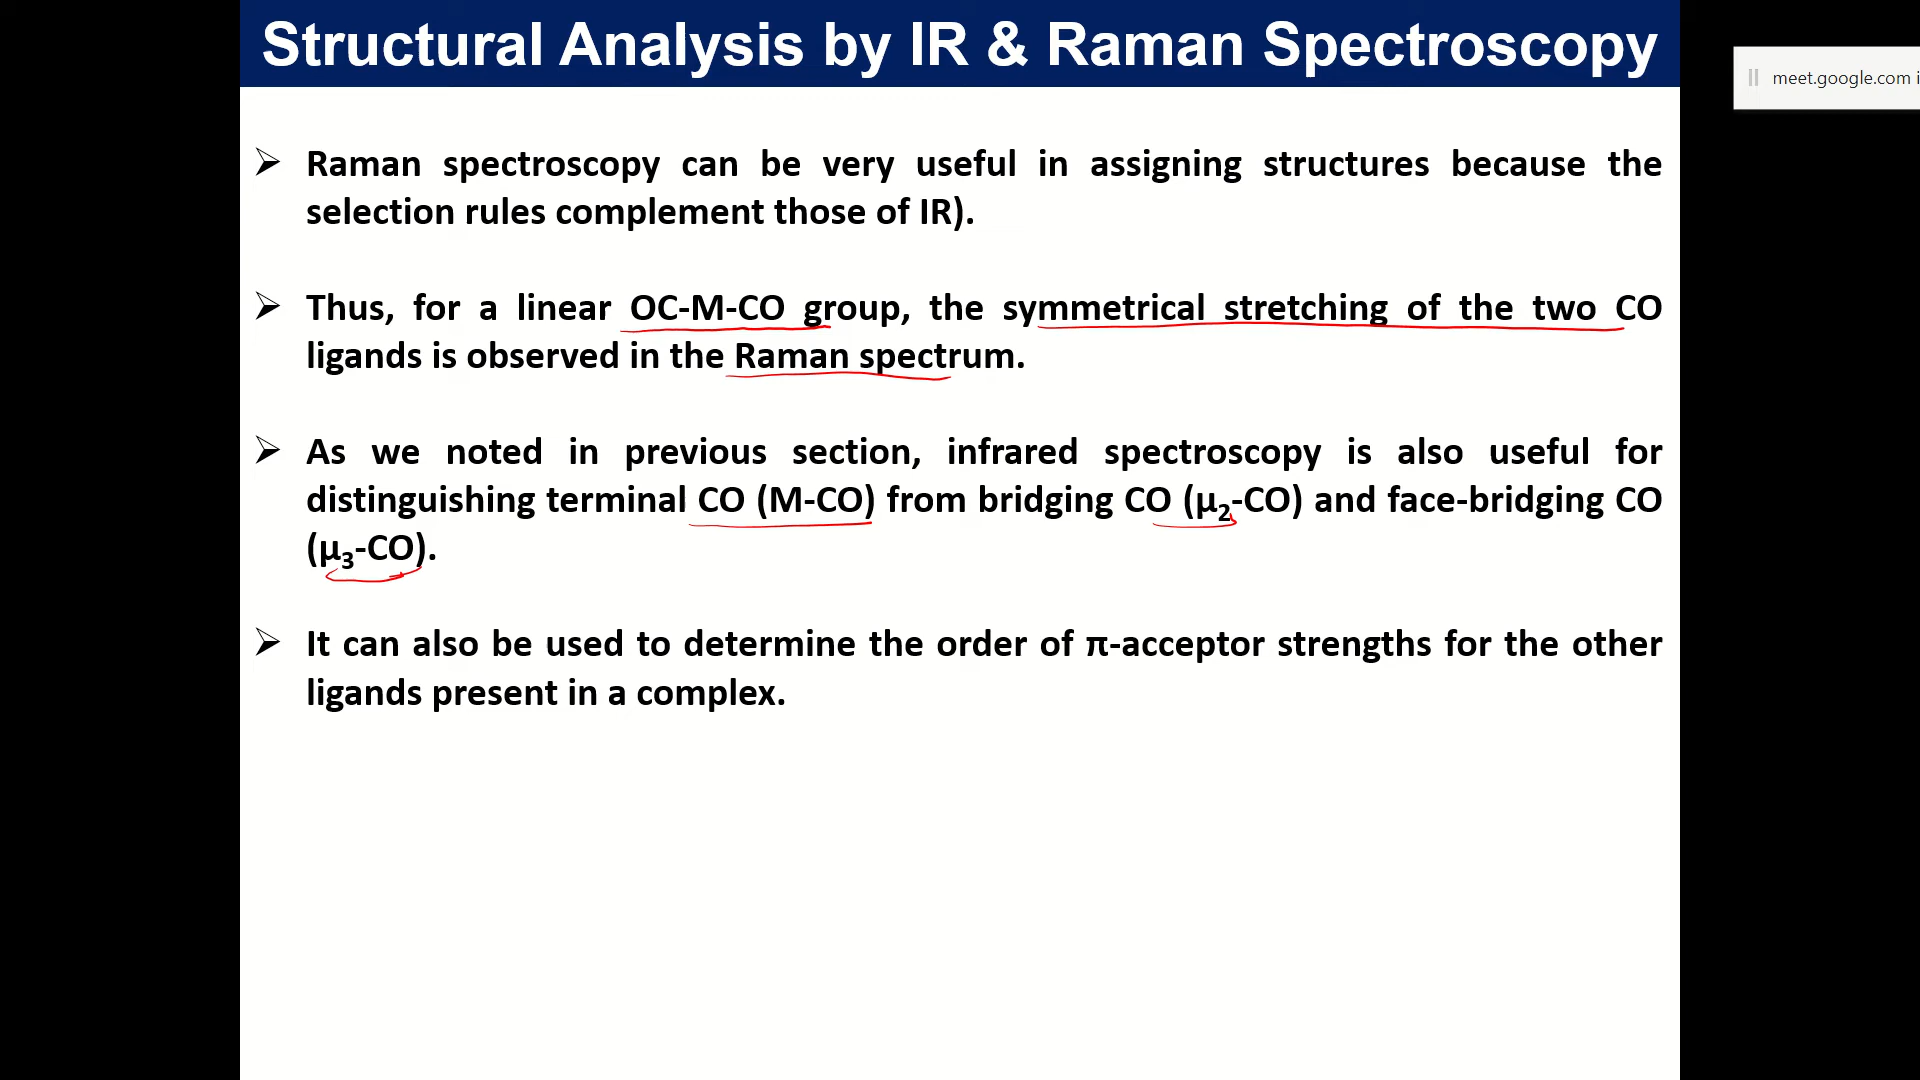 Structural Analysis by IR & Raman Spectroscopy
meet.google.com i
➢ Raman spectroscopy can be very useful in assigning structures because the
selection rules complement those of IR).
➢ Thus, for a linear OC-M-CO group, the symmetrical stretching of the two CO
ligands is observed in the Raman spectrum.
➢ As we noted in previous section, infrared spectroscopy is also useful for
distinguishing terminal CO (M-CO) from bridging CO (μ₂-CO) and face-bridging CO
(μ₃-CO).
➢ It can also be used to determine the order of π-acceptor strengths for the other
ligands present in a complex.